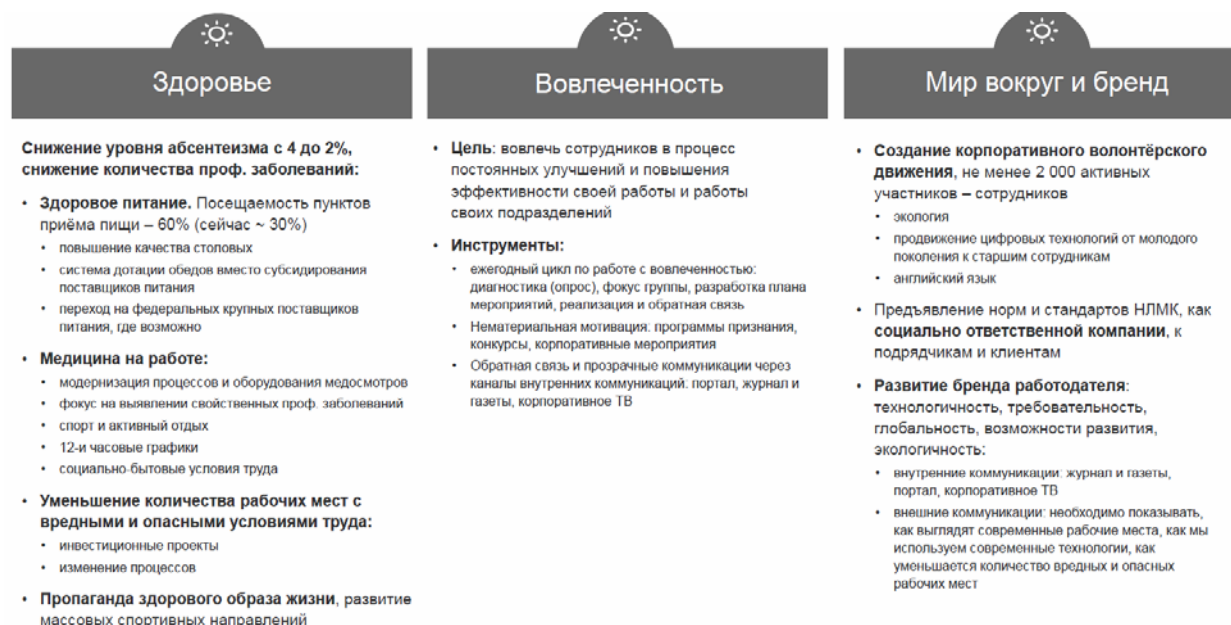 Здоровье
Снижение уровня абсентеизма с 4 до 2%,
снижение количества проф. заболеваний:
• Здоровое питание. Посещаемость пунктов
приёма пищи – 60% (сейчас ~ 30%)
• повышение качества столовых
• система дотации обедов вместо субсидирования
поставщиков питания
• переход на федеральных крупных поставщиков
питания, где возможно
• Медицина на работе:
• модернизация процессов и оборудования медосмотров
• фокус на выявлении свойственных проф. заболеваний
• спорт и активный отдых
• 12-и часовые графики
• социально-бытовые условия труда
• Уменьшение количества рабочих мест с
вредными и опасными условиями труда:
• инвестиционные проекты
• изменение процессов
• Пропаганда здорового образа жизни, развитие
массовых спортивных направлений
Вовлеченность
• Цель: вовлечь сотрудников в процесс
постоянных улучшений и повышения
эффективности своей работы и работы
своих подразделений
• Инструменты:
• ежегодный цикл по работе с вовлеченностью:
диагностика (опрос), фокус группы, разработка плана
мероприятий, реализация и обратная связь
• Нематериальная мотивация: программы признания,
конкурсы, корпоративные мероприятия
• Обратная связь и прозрачные коммуникации через
каналы внутренних коммуникаций: портал, журнал и
газеты, корпоративное ТВ
Мир вокруг и бренд
• Создание корпоративного волонтёрского
движения, не менее 2 000 активных
участников – сотрудников
• экология
• продвижение цифровых технологий от молодого
поколения к старшим сотрудникам
• английский язык
• Предъявление норм и стандартов НЛМК, как
социально ответственной компании, к
подрядчикам и клиентам
• Развитие бренда работодателя:
технологичность, требовательность,
глобальность, возможности развития,
экологичность:
• внутренние коммуникации: журнал и газеты,
портал, корпоративное ТВ
• внешние коммуникации: необходимо показывать,
как выглядят современные рабочие места, как мы
используем современные технологии, как
уменьшается количество вредных и опасных
рабочих мест